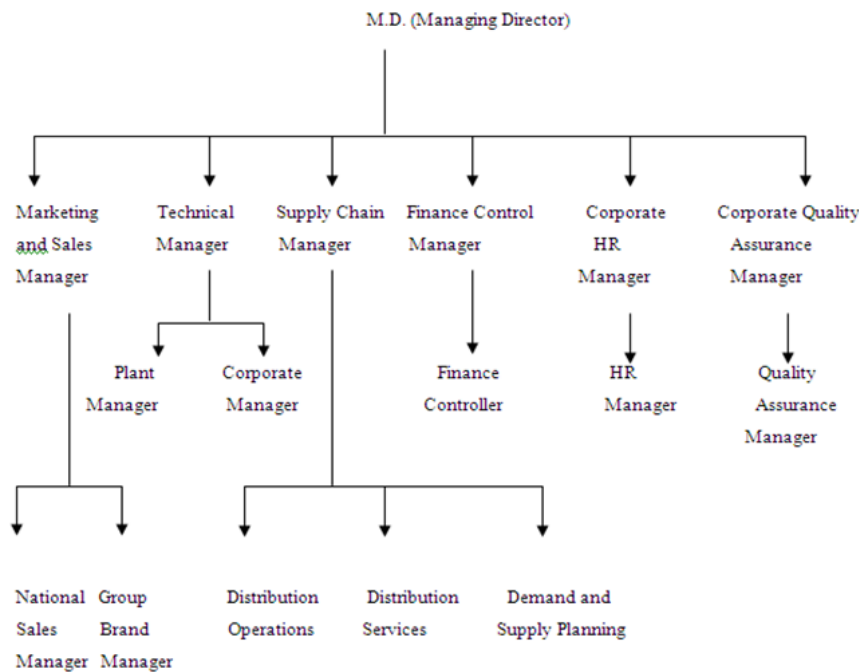 M.D. (Managing Director)
Marketing
and Sales
Manager
Technical
Manager
Supply Chain
Manager
Finance Control
Manager
Corporate
HR
Manager
Corporate Quality
Assurance
Manager
Plant
Manager
Corporate
Manager
Finance
Controller
HR
Manager
Quality
Assurance
Manager
National
Sales
Manager
Group
Brand
Manager
Distribution
Operations
Distribution
Services
Demand and
Supply Planning